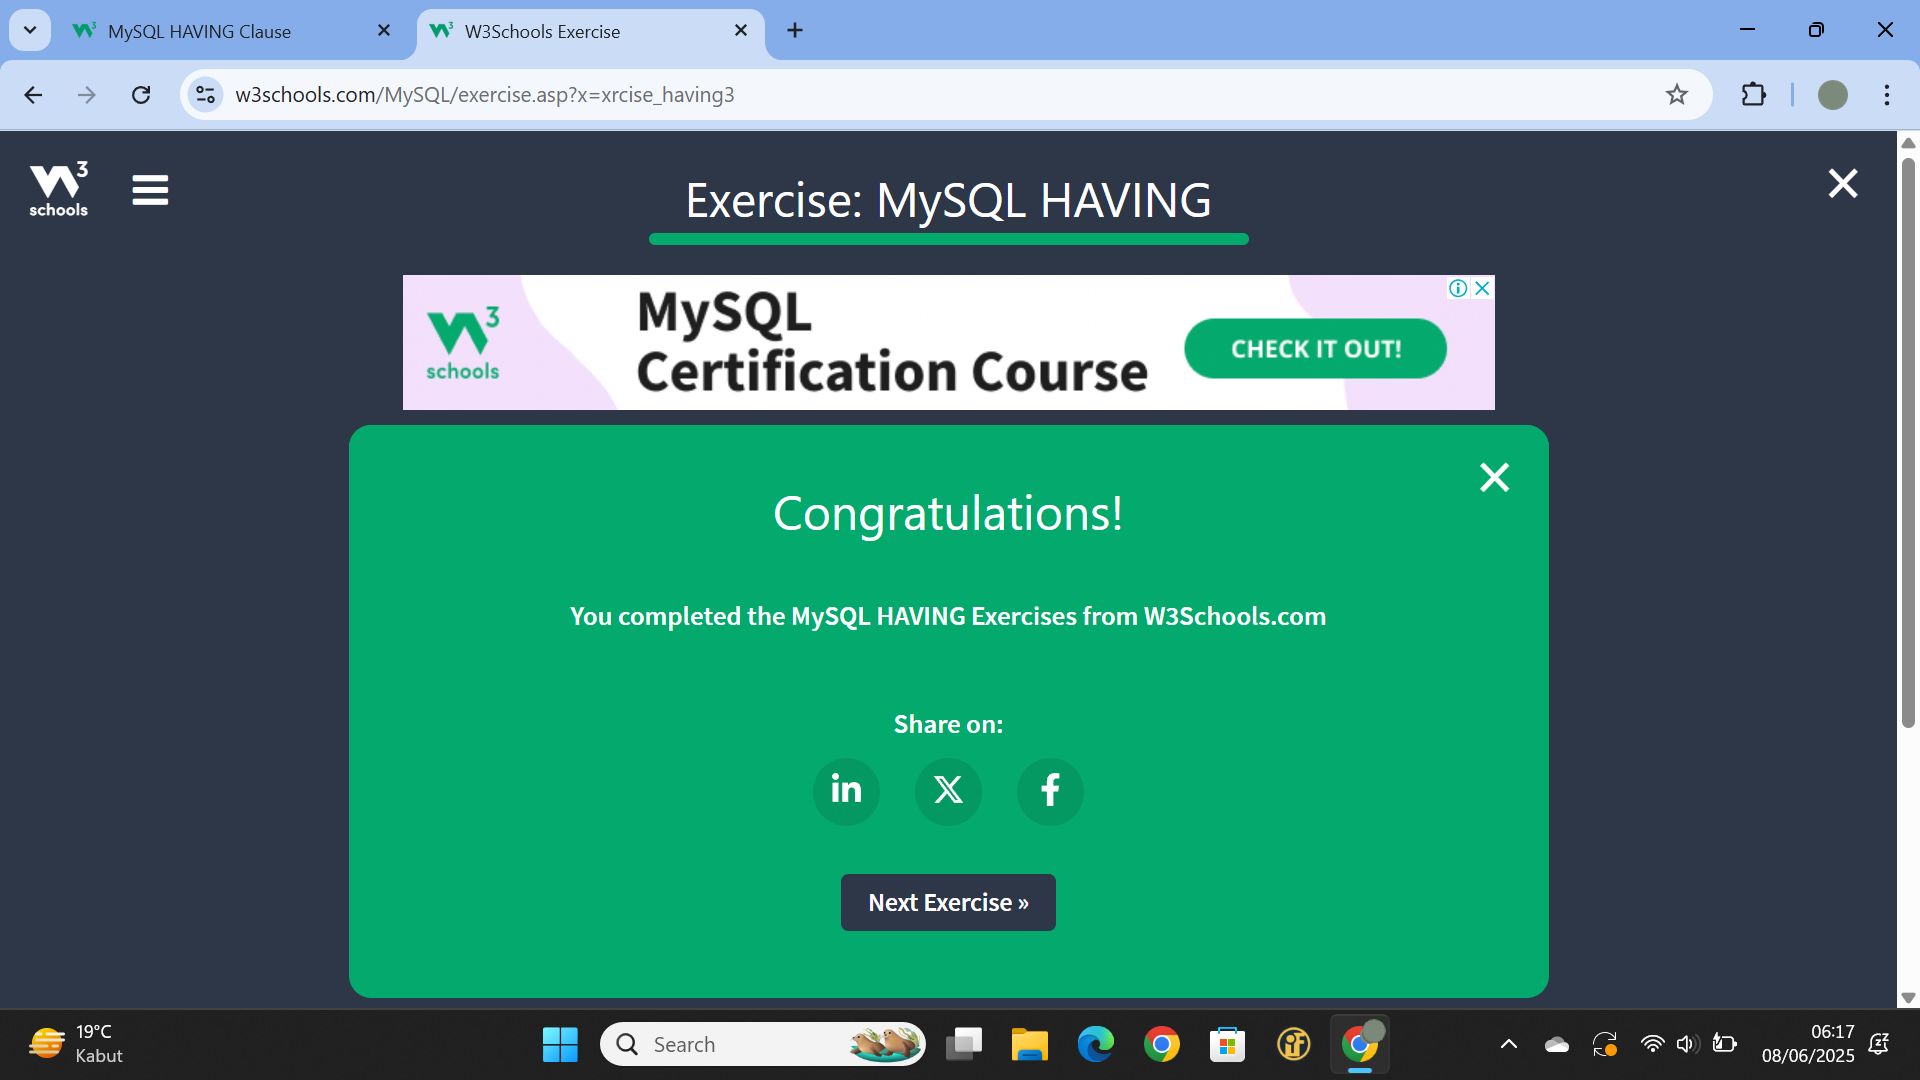 MySQL HAVING Clause
W3Schools Exercise
w3schools.com/MySQL/exercise.asp?x=xrcise_having3
3
schools
Exercise: MySQL HAVING
3
schools
MySQL
Certification Course
CHECK IT OUT!
Congratulations!
You completed the MySQL HAVING Exercises from W3Schools.com
Share on:
in
X
f
Next Exercise »
19°C
Kabut
Search
06:17
08/06/2025